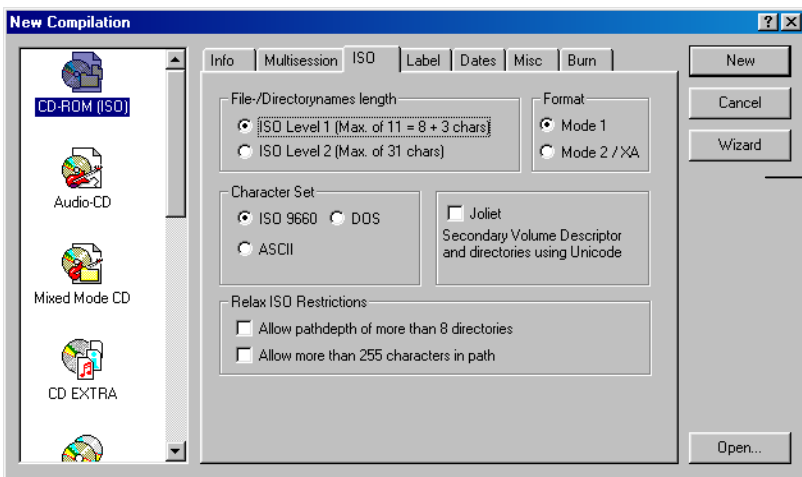 New Compilation
CD-ROM (ISO)
Audio-CD
Mixed Mode CD
CD EXTRA
Info Multisession ISO Label Dates Misc Burn
File-/Directorynames length
ISO Level 1 (Max. of 11 = 8 + 3 chars)
ISO Level 2 (Max. of 31 chars)
Format
Mode 1
Mode 2 / XA
Character Set
ISO 9660 DOS
ASCII
Joliet
Secondary Volume Descriptor
and directories using Unicode
Relax ISO Restrictions
Allow pathdepth of more than 8 directories
Allow more than 255 characters in path
New
Cancel
Wizard
Open...